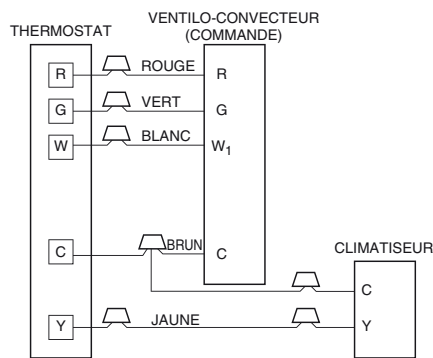 VENTILO-CONVECTEUR
(COMMANDE)
THERMOSTAT
R ROUGE R
G VERT G
W BLANC W1
C BRUN C
CLIMATISEUR
C
Y JAUNE Y